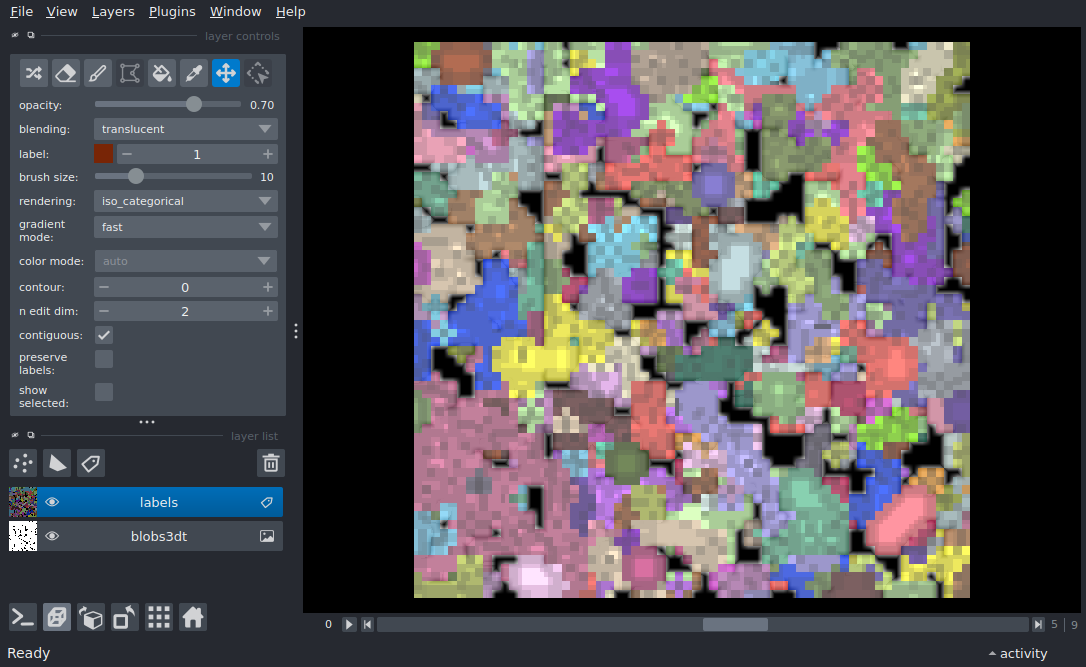 File View Layers Plugins Window Help
layer controls
opacity: 0.70
blending: translucent
label: 1
brush size: 10
rendering: iso_categorical
gradient
mode: fast
color mode: auto
contour: 0
n edit dim: 2
contiguous:
preserve
labels:
show
selected:
layer list
labels
blobs3dt
0 5 9
Ready activity